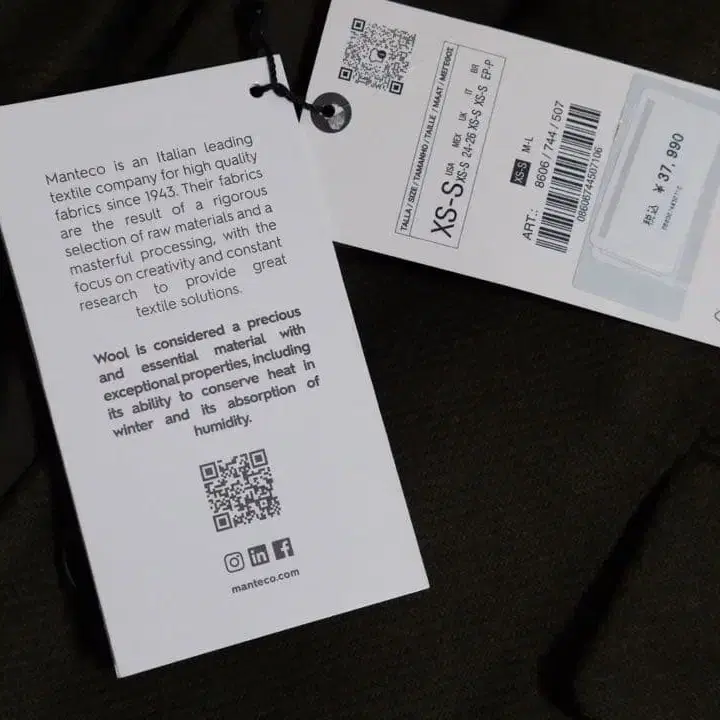 Manteco is an Italian leading
textile company for high quality
fabrics since 1943. Their fabrics
are the result of a rigorous
selection of raw materials and a
masterful processing, with the
focus on creativity and constant
research to provide great
textile solutions.
Wool is considered a precious
and essential material with
exceptional properties, including
its ability to conserve heat in
winter and its absorption of
humidity.
manteco.com
TALLA / SIZE / TAMANHO / TAILLE / MAAT / ΜΕΓΕΘΟΣ
USA MEX UK IT BR
XS-S XS-S 24-26 XS-S XS-S EP-P
XS-S M-L
ART.: 8606 / 744 / 507
08606744507106
税込 ¥ 37,990